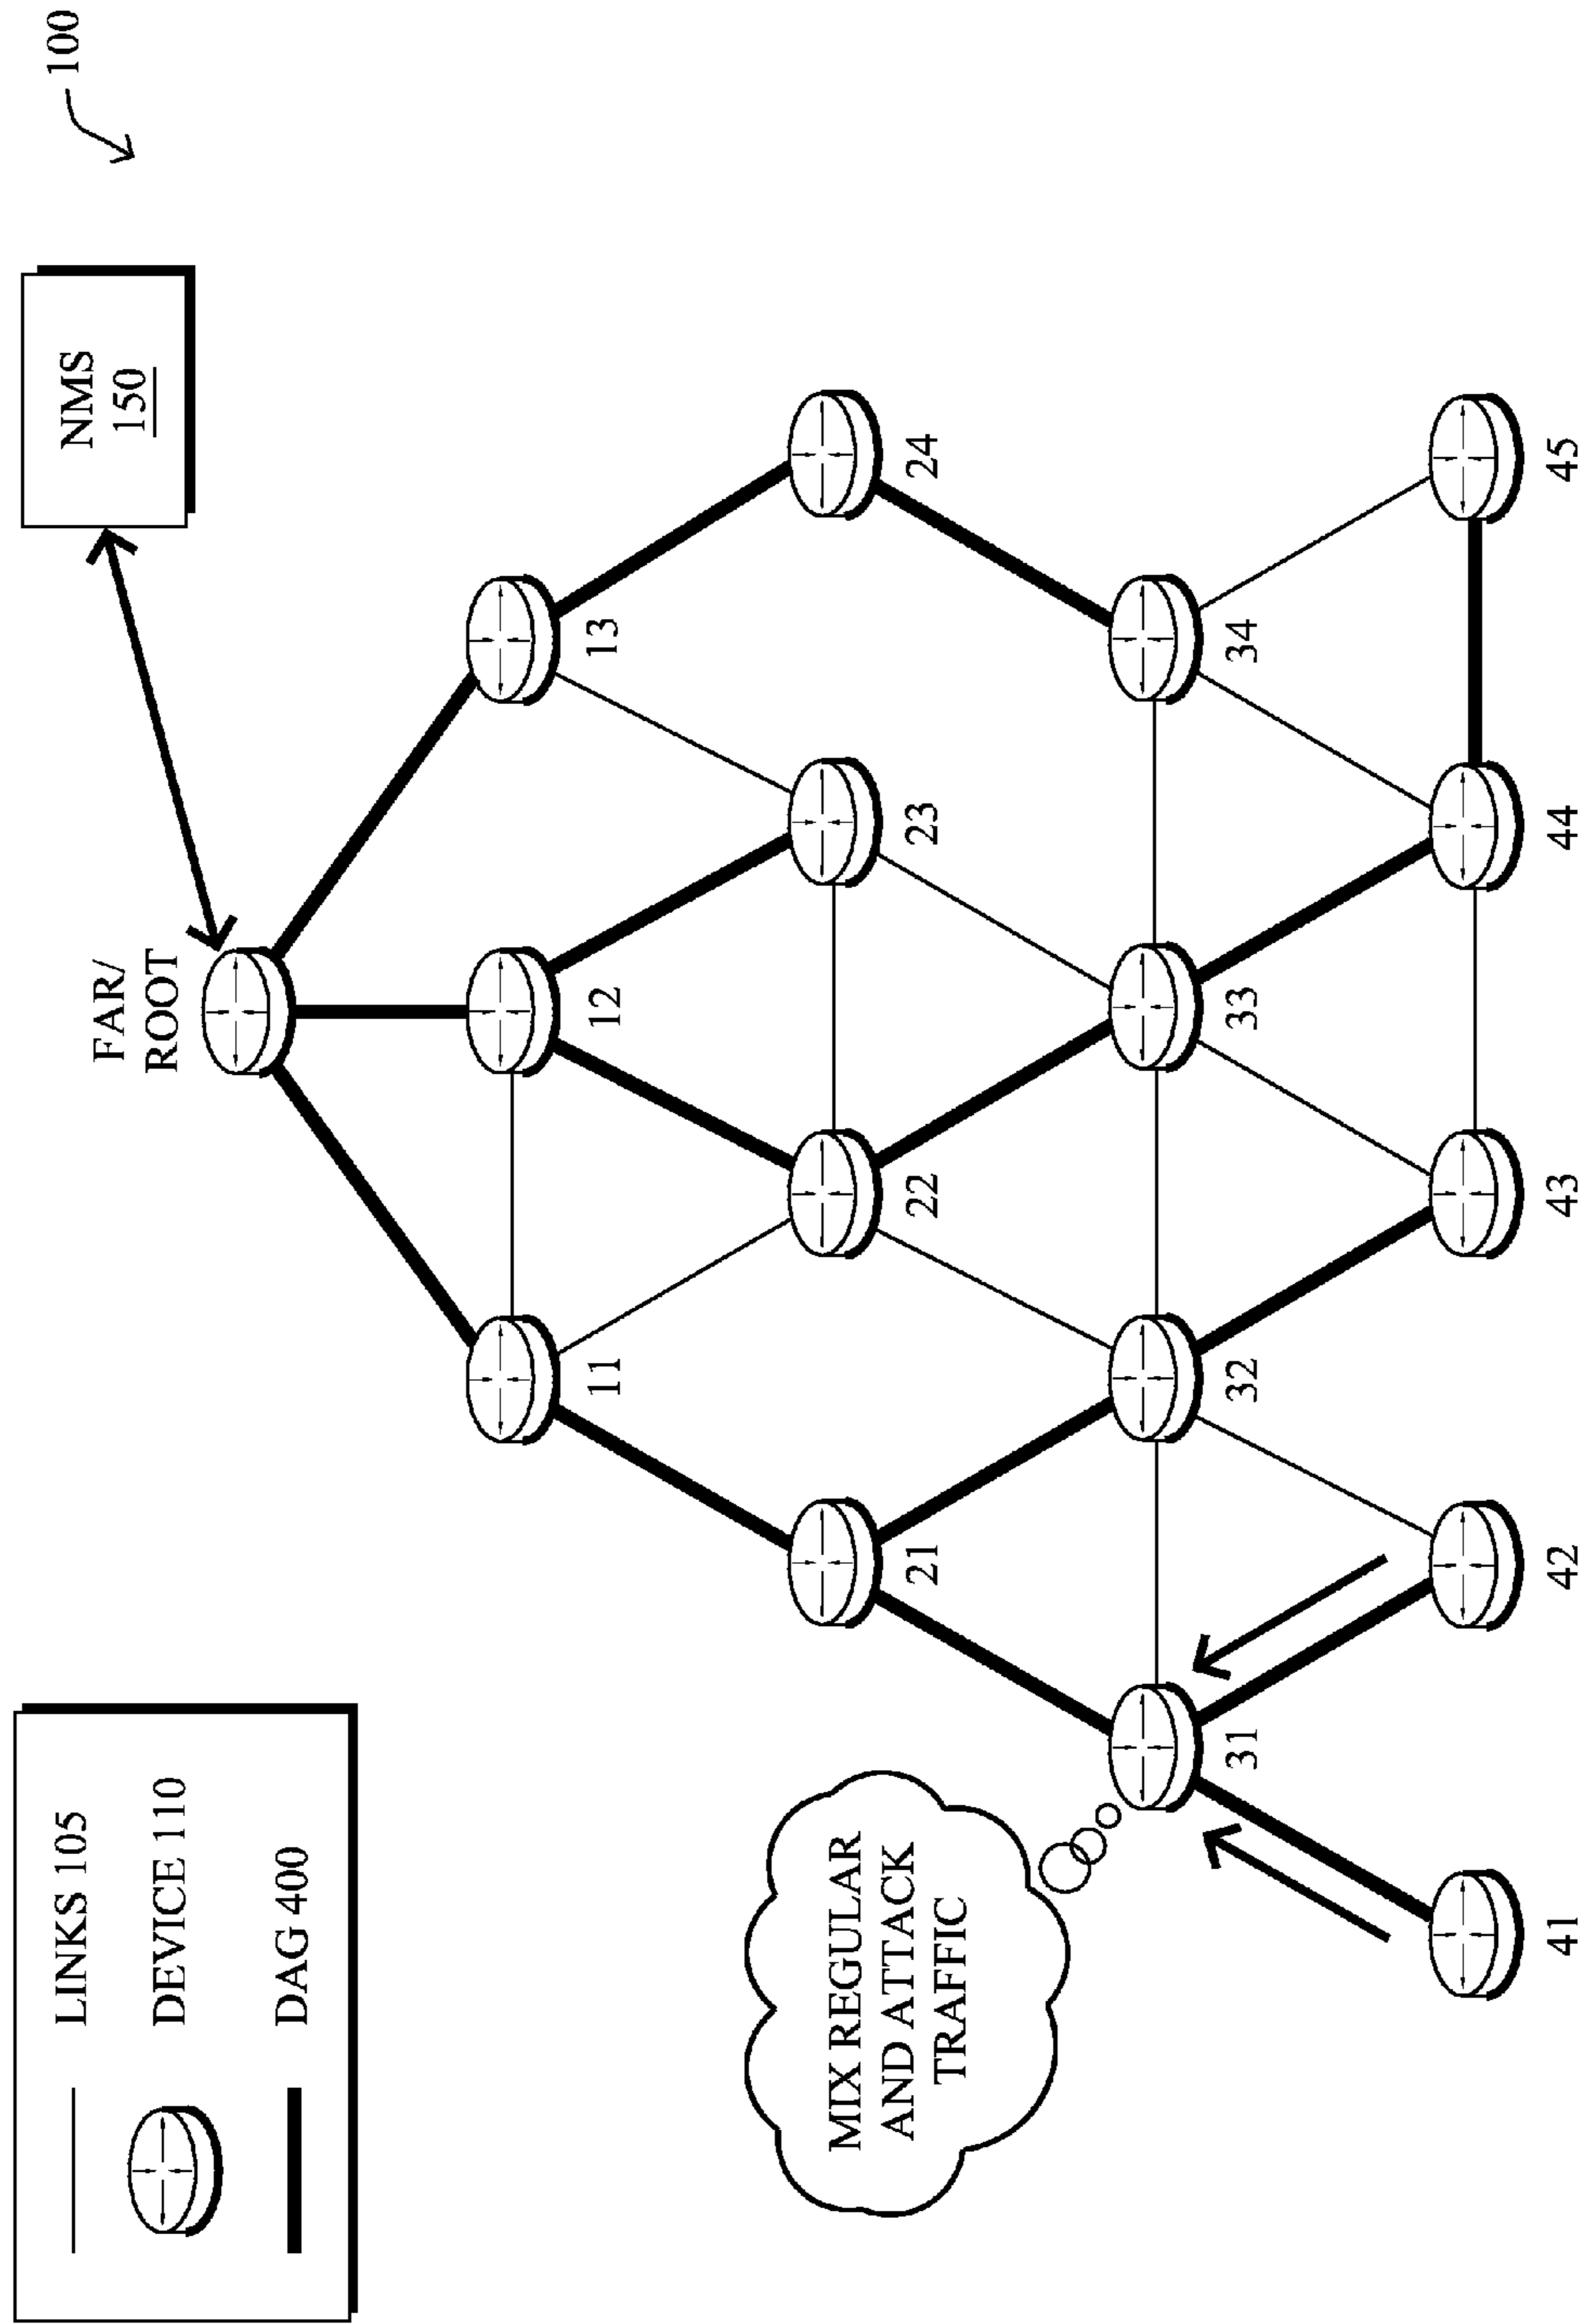 LINKS 105
DEVICE 110
DAG 400
FAR/
ROOT
NMS
150
100
11
12
13
21
22
23
24
MIX REGULAR
AND ATTACK
TRAFFIC
31
32
33
34
41
42
43
44
45